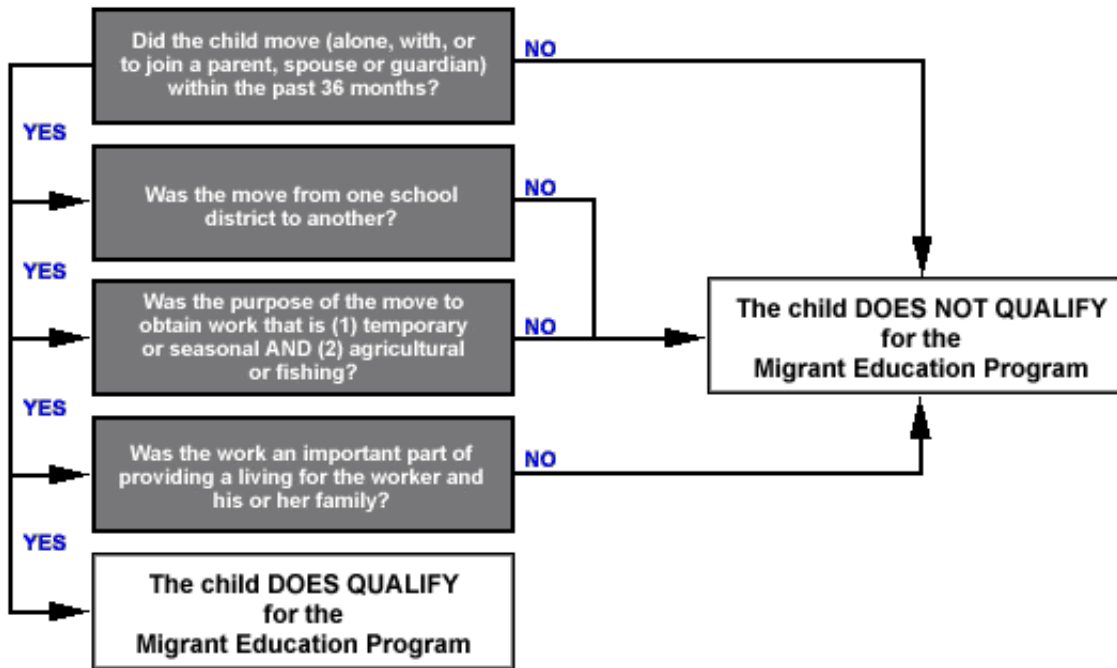 Did the child move (alone, with, or
to join a parent, spouse or guardian)
within the past 36 months?
NO
YES
Was the move from one school
district to another?
NO
YES
Was the purpose of the move to
obtain work that is (1) temporary
or seasonal AND (2) agricultural
or fishing?
NO
The child DOES NOT QUALIFY
for the
Migrant Education Program
YES
Was the work an important part of
providing a living for the worker and
his or her family?
NO
YES
The child DOES QUALIFY
for the
Migrant Education Program